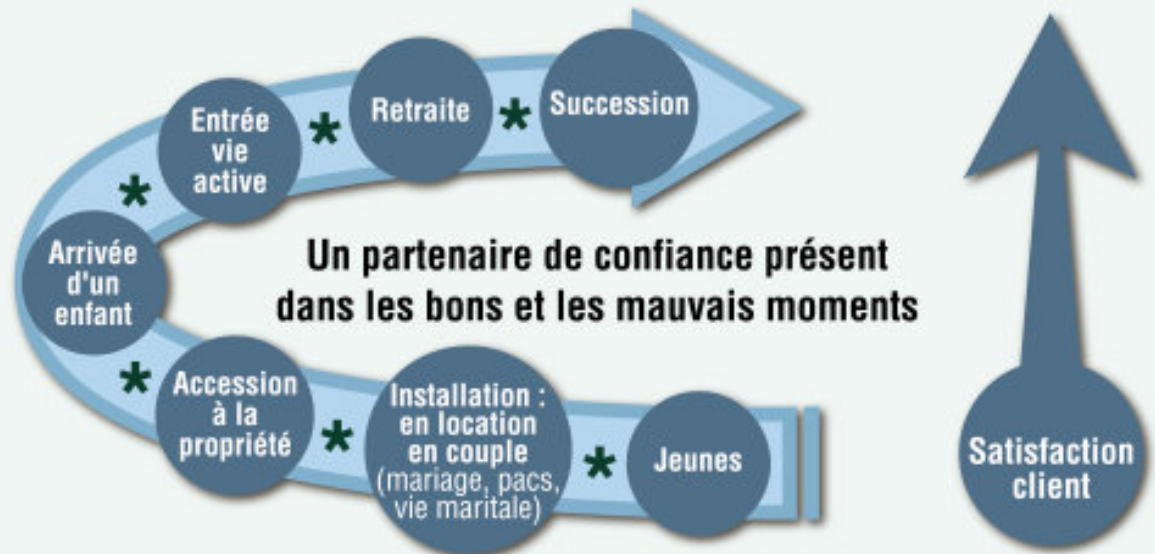 Entrée
vie
active
*
Retraite
*
Succession
*
Arrivée
d'un
enfant
Un partenaire de confiance présent
dans les bons et les mauvais moments
*
Accession
à la
propriété
*
Installation :
en location
en couple
(mariage, pacs,
vie maritale)
*
Jeunes
Satisfaction
client